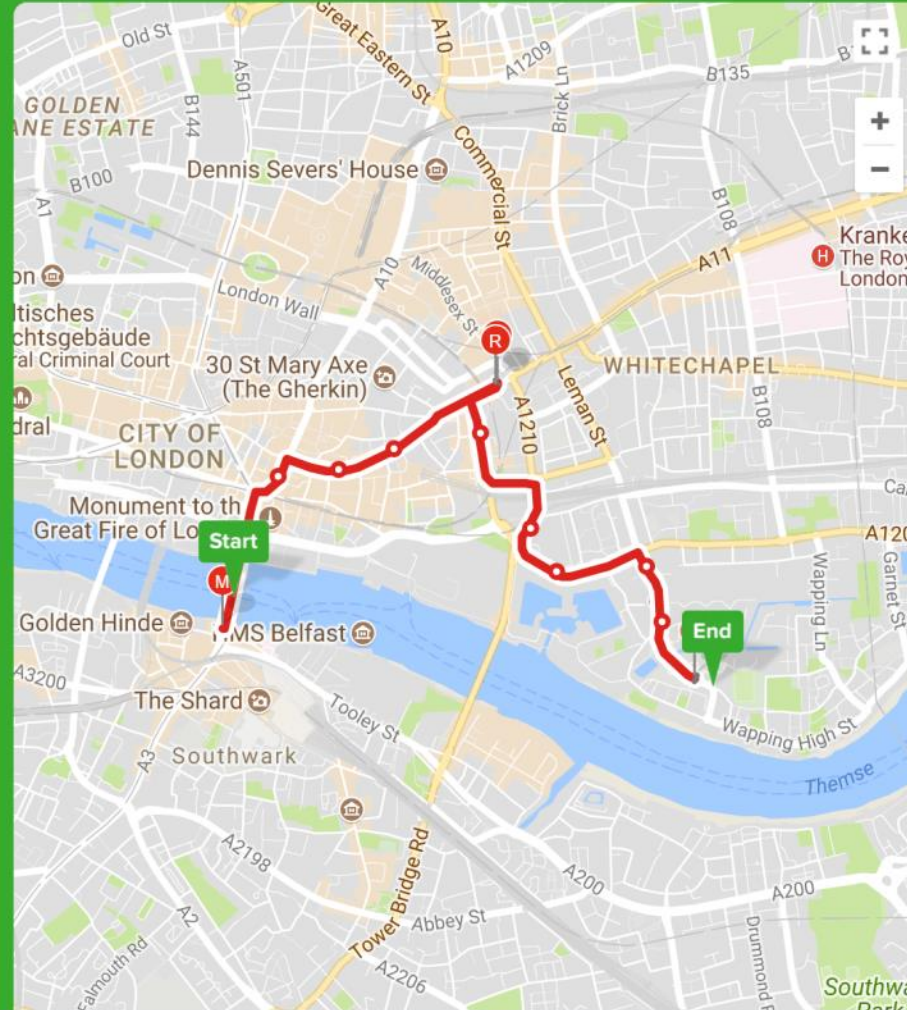 Great Eastern St
A10
Old St
A501
A1209
B135
GOLDEN
ANE ESTATE
B144
Brick Ln
Commercial St
Dennis Severs' House
B100
A1
B108
A10
Middlesex St
A11
H
Kranke
The Roy
London
on
London Wall
ltisches
chtsgebäude
ral Criminal Court
R
30 St Mary Axe
(The Gherkin)
WHITECHAPEL
Leman St
A1210
B108
dral
CITY OF
LONDON
Monument to th
Great Fire of Lo
Start
M
Ca
A120
Wapping Ln
Garnet St
Golden Hinde
HMS Belfast
End
A3200
The Shard
Tooley St
Wapping High St
A3
Southwark
Themse
A2198
Tower Bridge Rd
A200
A200
A2
Abbey St
Drummond R
Falmouth Rd
A2206
Southwa
Park